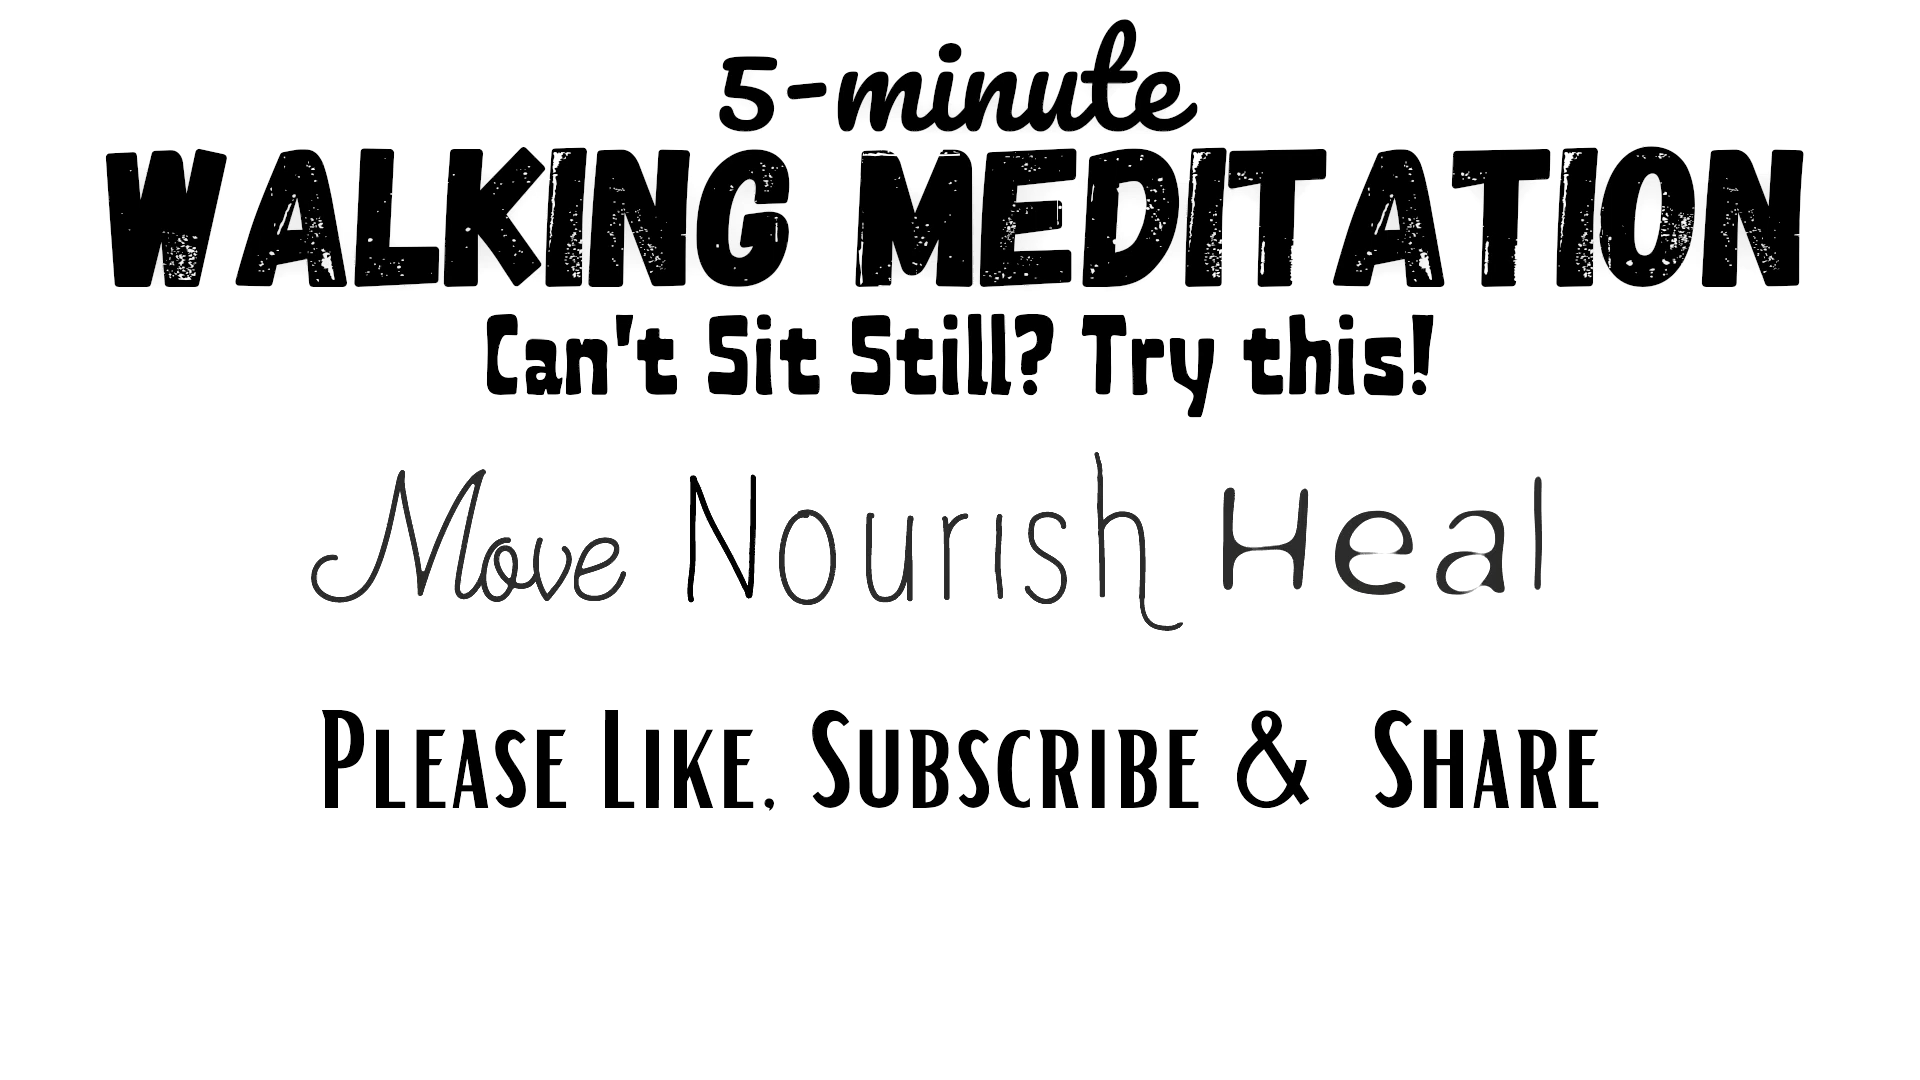 5-minute
WALKING MEDITATION
Can't Sit Still? Try this!
Move Nourish Heal
Please Like, Subscribe & Share